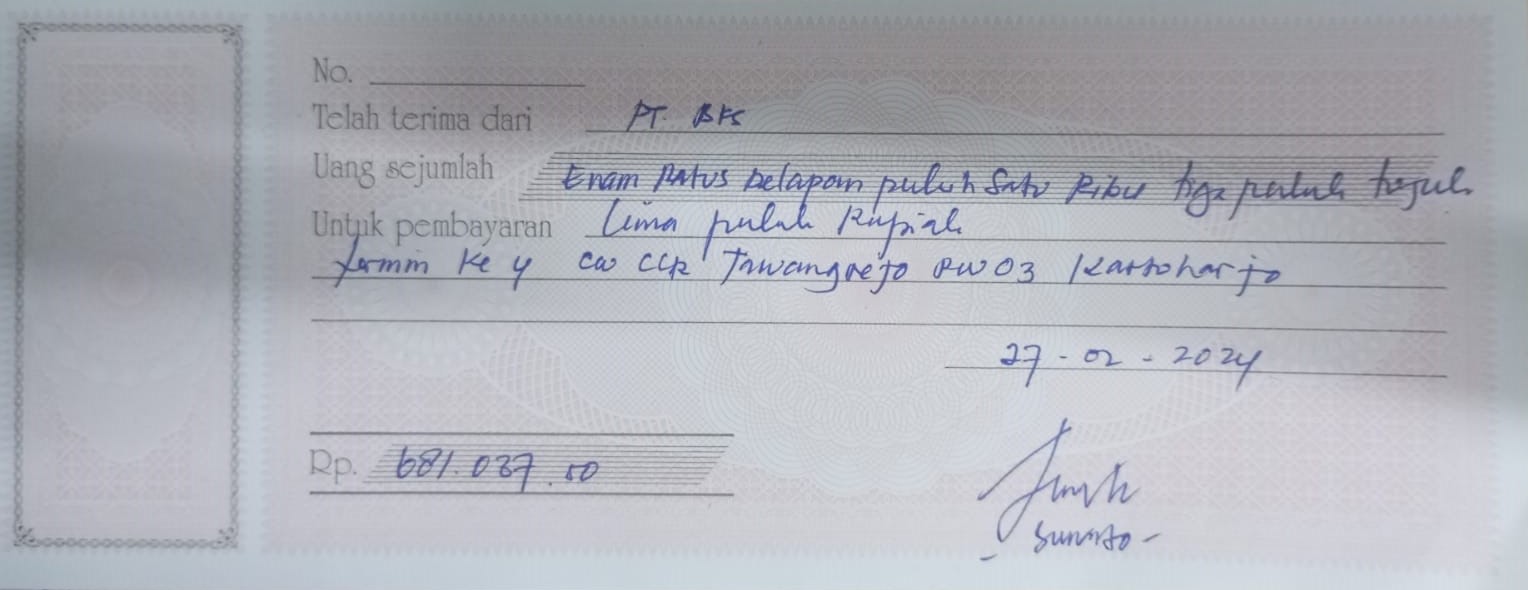 No.
Telah terima dari PT. BKS
Uang sejumlah Enam Ratus Delapan puluh Satu Ribu tiga puluh tujuh
Untuk pembayaran Lima puluh Rupiah
termin Ke 4 CW CCR Tawangrejo RW 03 Kartoharjo
27 - 02 - 2024
Rp. 681.037.50
Sunarto -